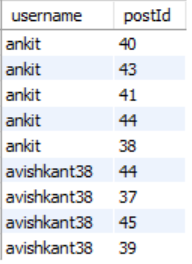 username postId
ankit 40
ankit 43
ankit 41
ankit 44
ankit 38
avishkant38 44
avishkant38 37
avishkant38 45
avishkant38 39